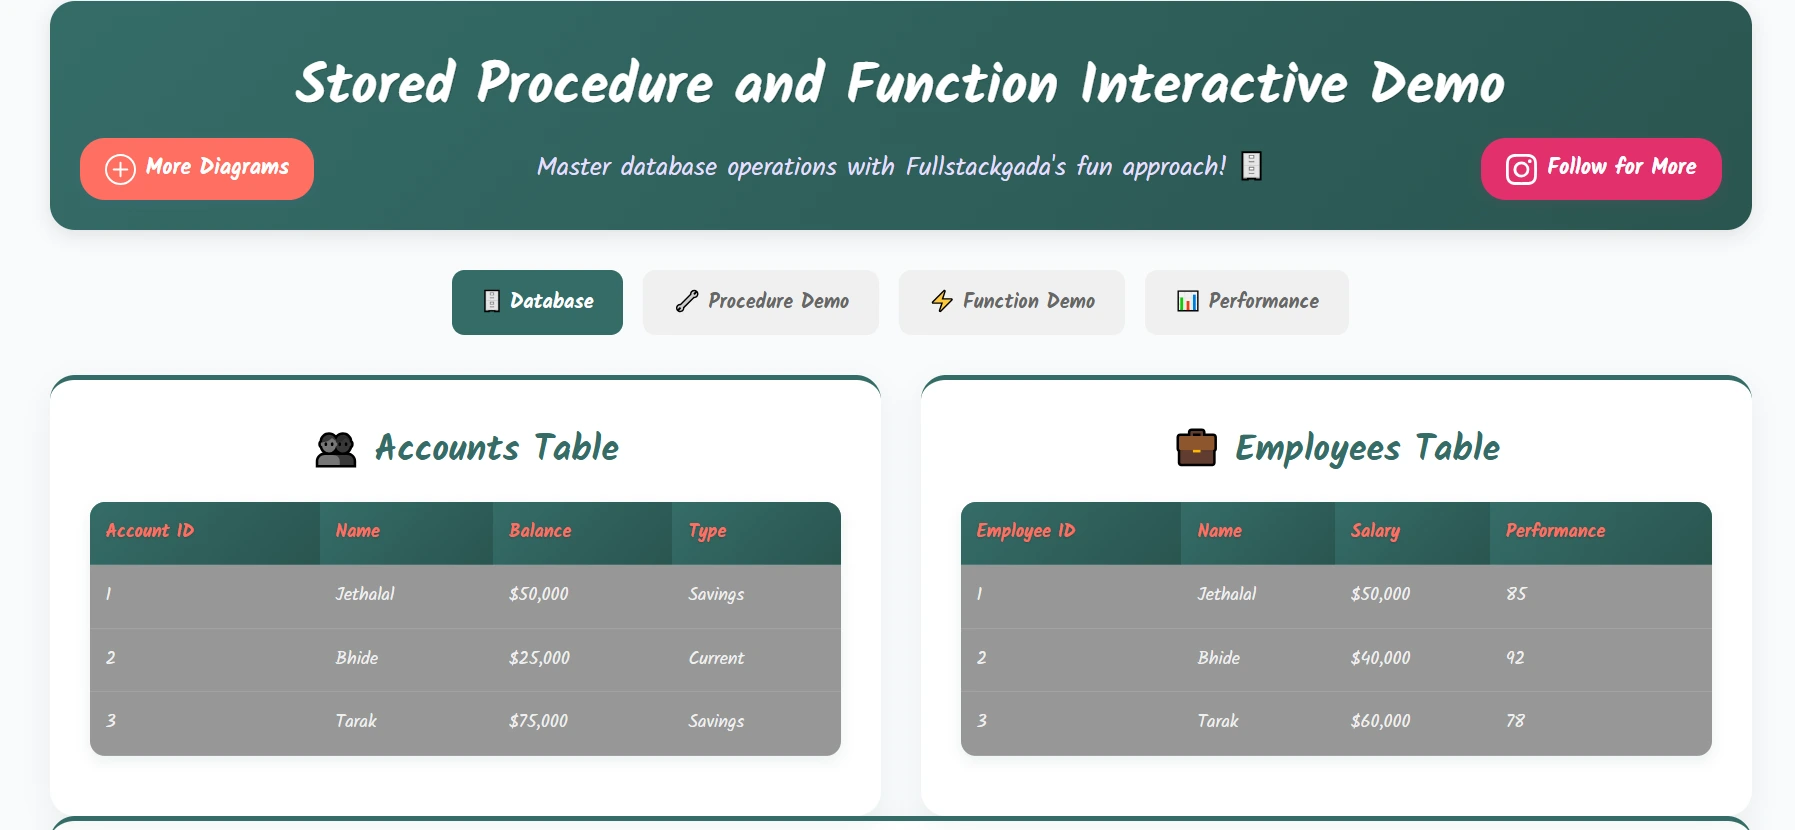 Stored Procedure and Function Interactive Demo
More Diagrams
Master database operations with Fullstackgada's fun approach!
Follow for More
Database
Procedure Demo
Function Demo
Performance
Accounts Table
Account ID Name Balance Type
1 Jethalal $50,000 Savings
2 Bhide $25,000 Current
3 Tarak $75,000 Savings
Employees Table
Employee ID Name Salary Performance
1 Jethalal $50,000 85
2 Bhide $40,000 92
3 Tarak $60,000 78